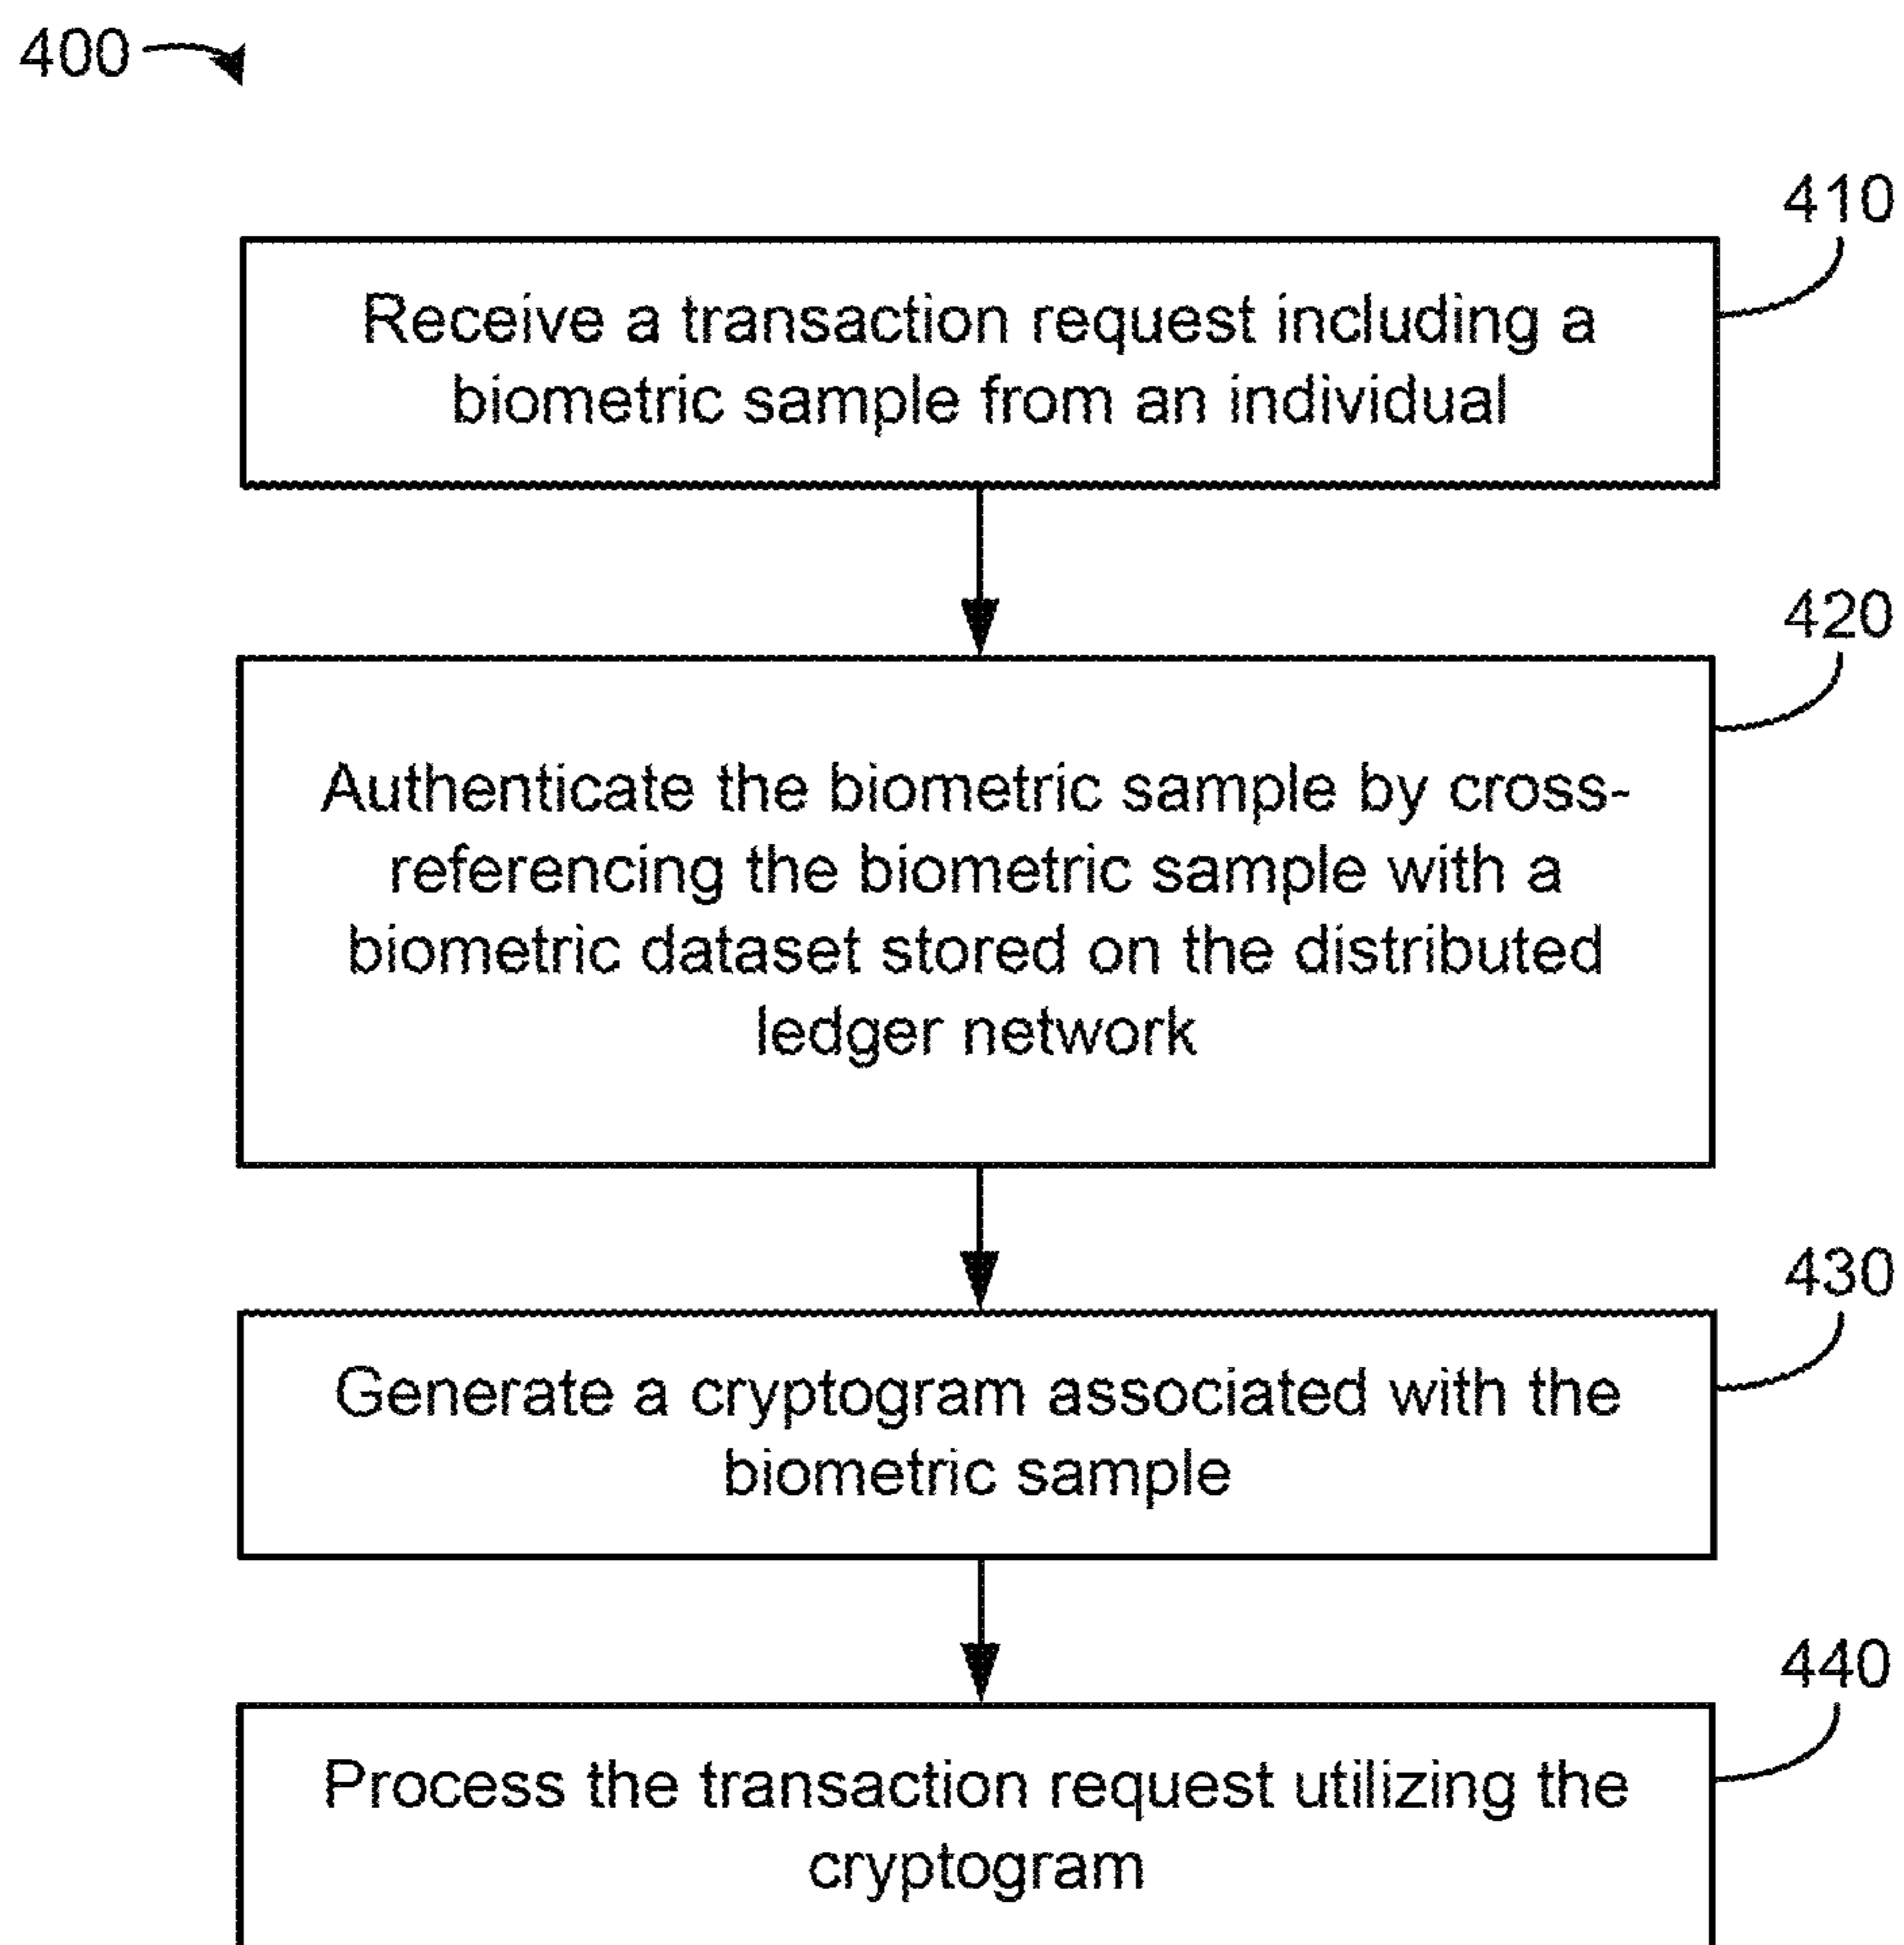 400
410
Receive a transaction request including a
biometric sample from an individual
420
Authenticate the biometric sample by cross-
referencing the biometric sample with a
biometric dataset stored on the distributed
ledger network
430
Generate a cryptogram associated with the
biometric sample
440
Process the transaction request utilizing the
cryptogram